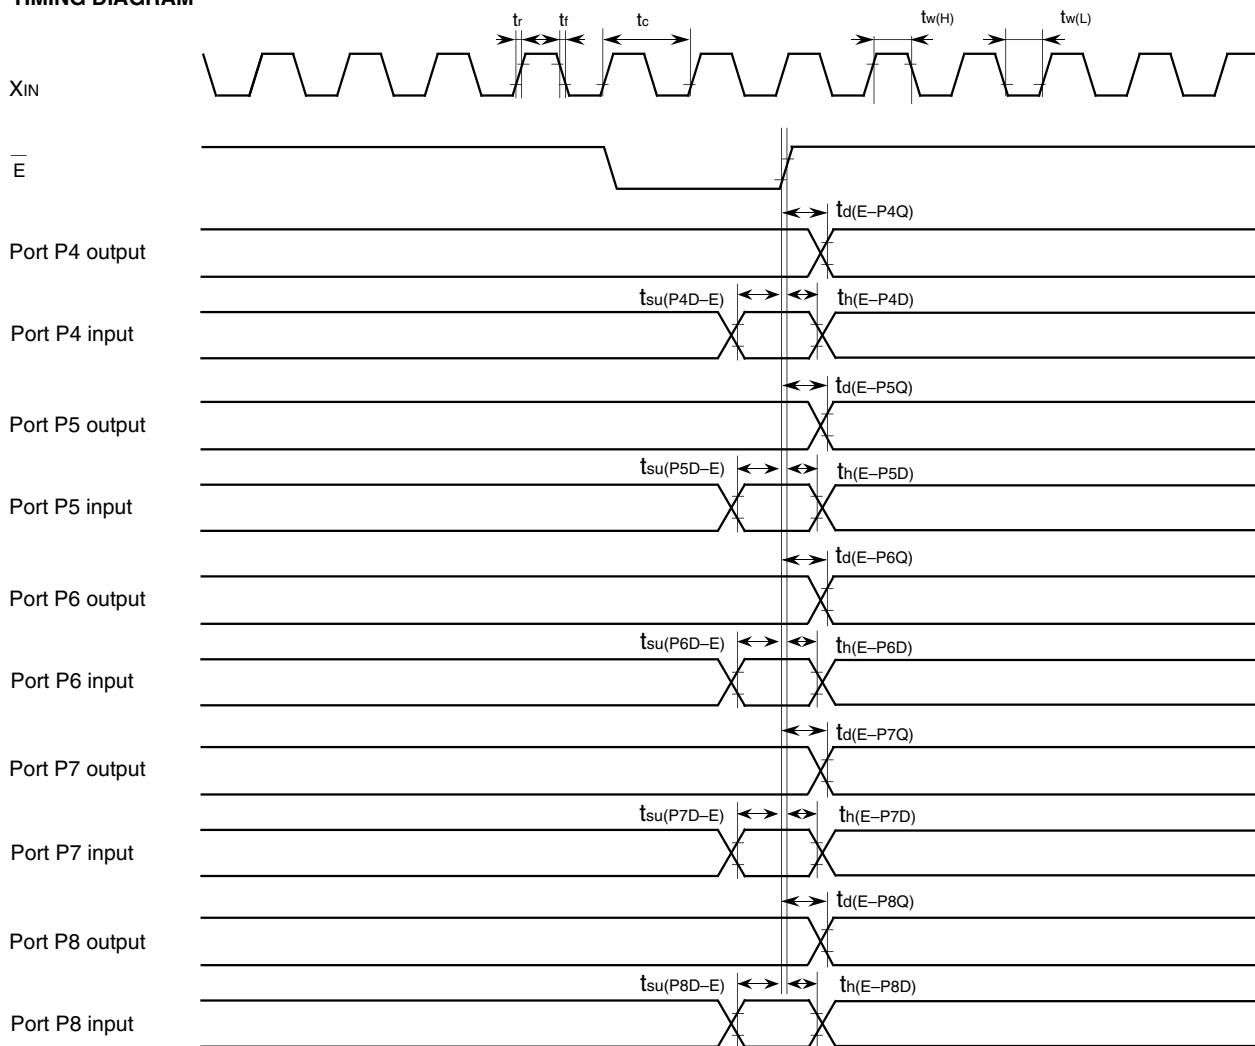 TIMING DIAGRAM
tr tf tc tw(H) tw(L)
XIN
E
td(E–P4Q)
Port P4 output
tsu(P4D–E) th(E–P4D)
Port P4 input
td(E–P5Q)
Port P5 output
tsu(P5D–E) th(E–P5D)
Port P5 input
td(E–P6Q)
Port P6 output
tsu(P6D–E) th(E–P6D)
Port P6 input
td(E–P7Q)
Port P7 output
tsu(P7D–E) th(E–P7D)
Port P7 input
td(E–P8Q)
Port P8 output
tsu(P8D–E) th(E–P8D)
Port P8 input